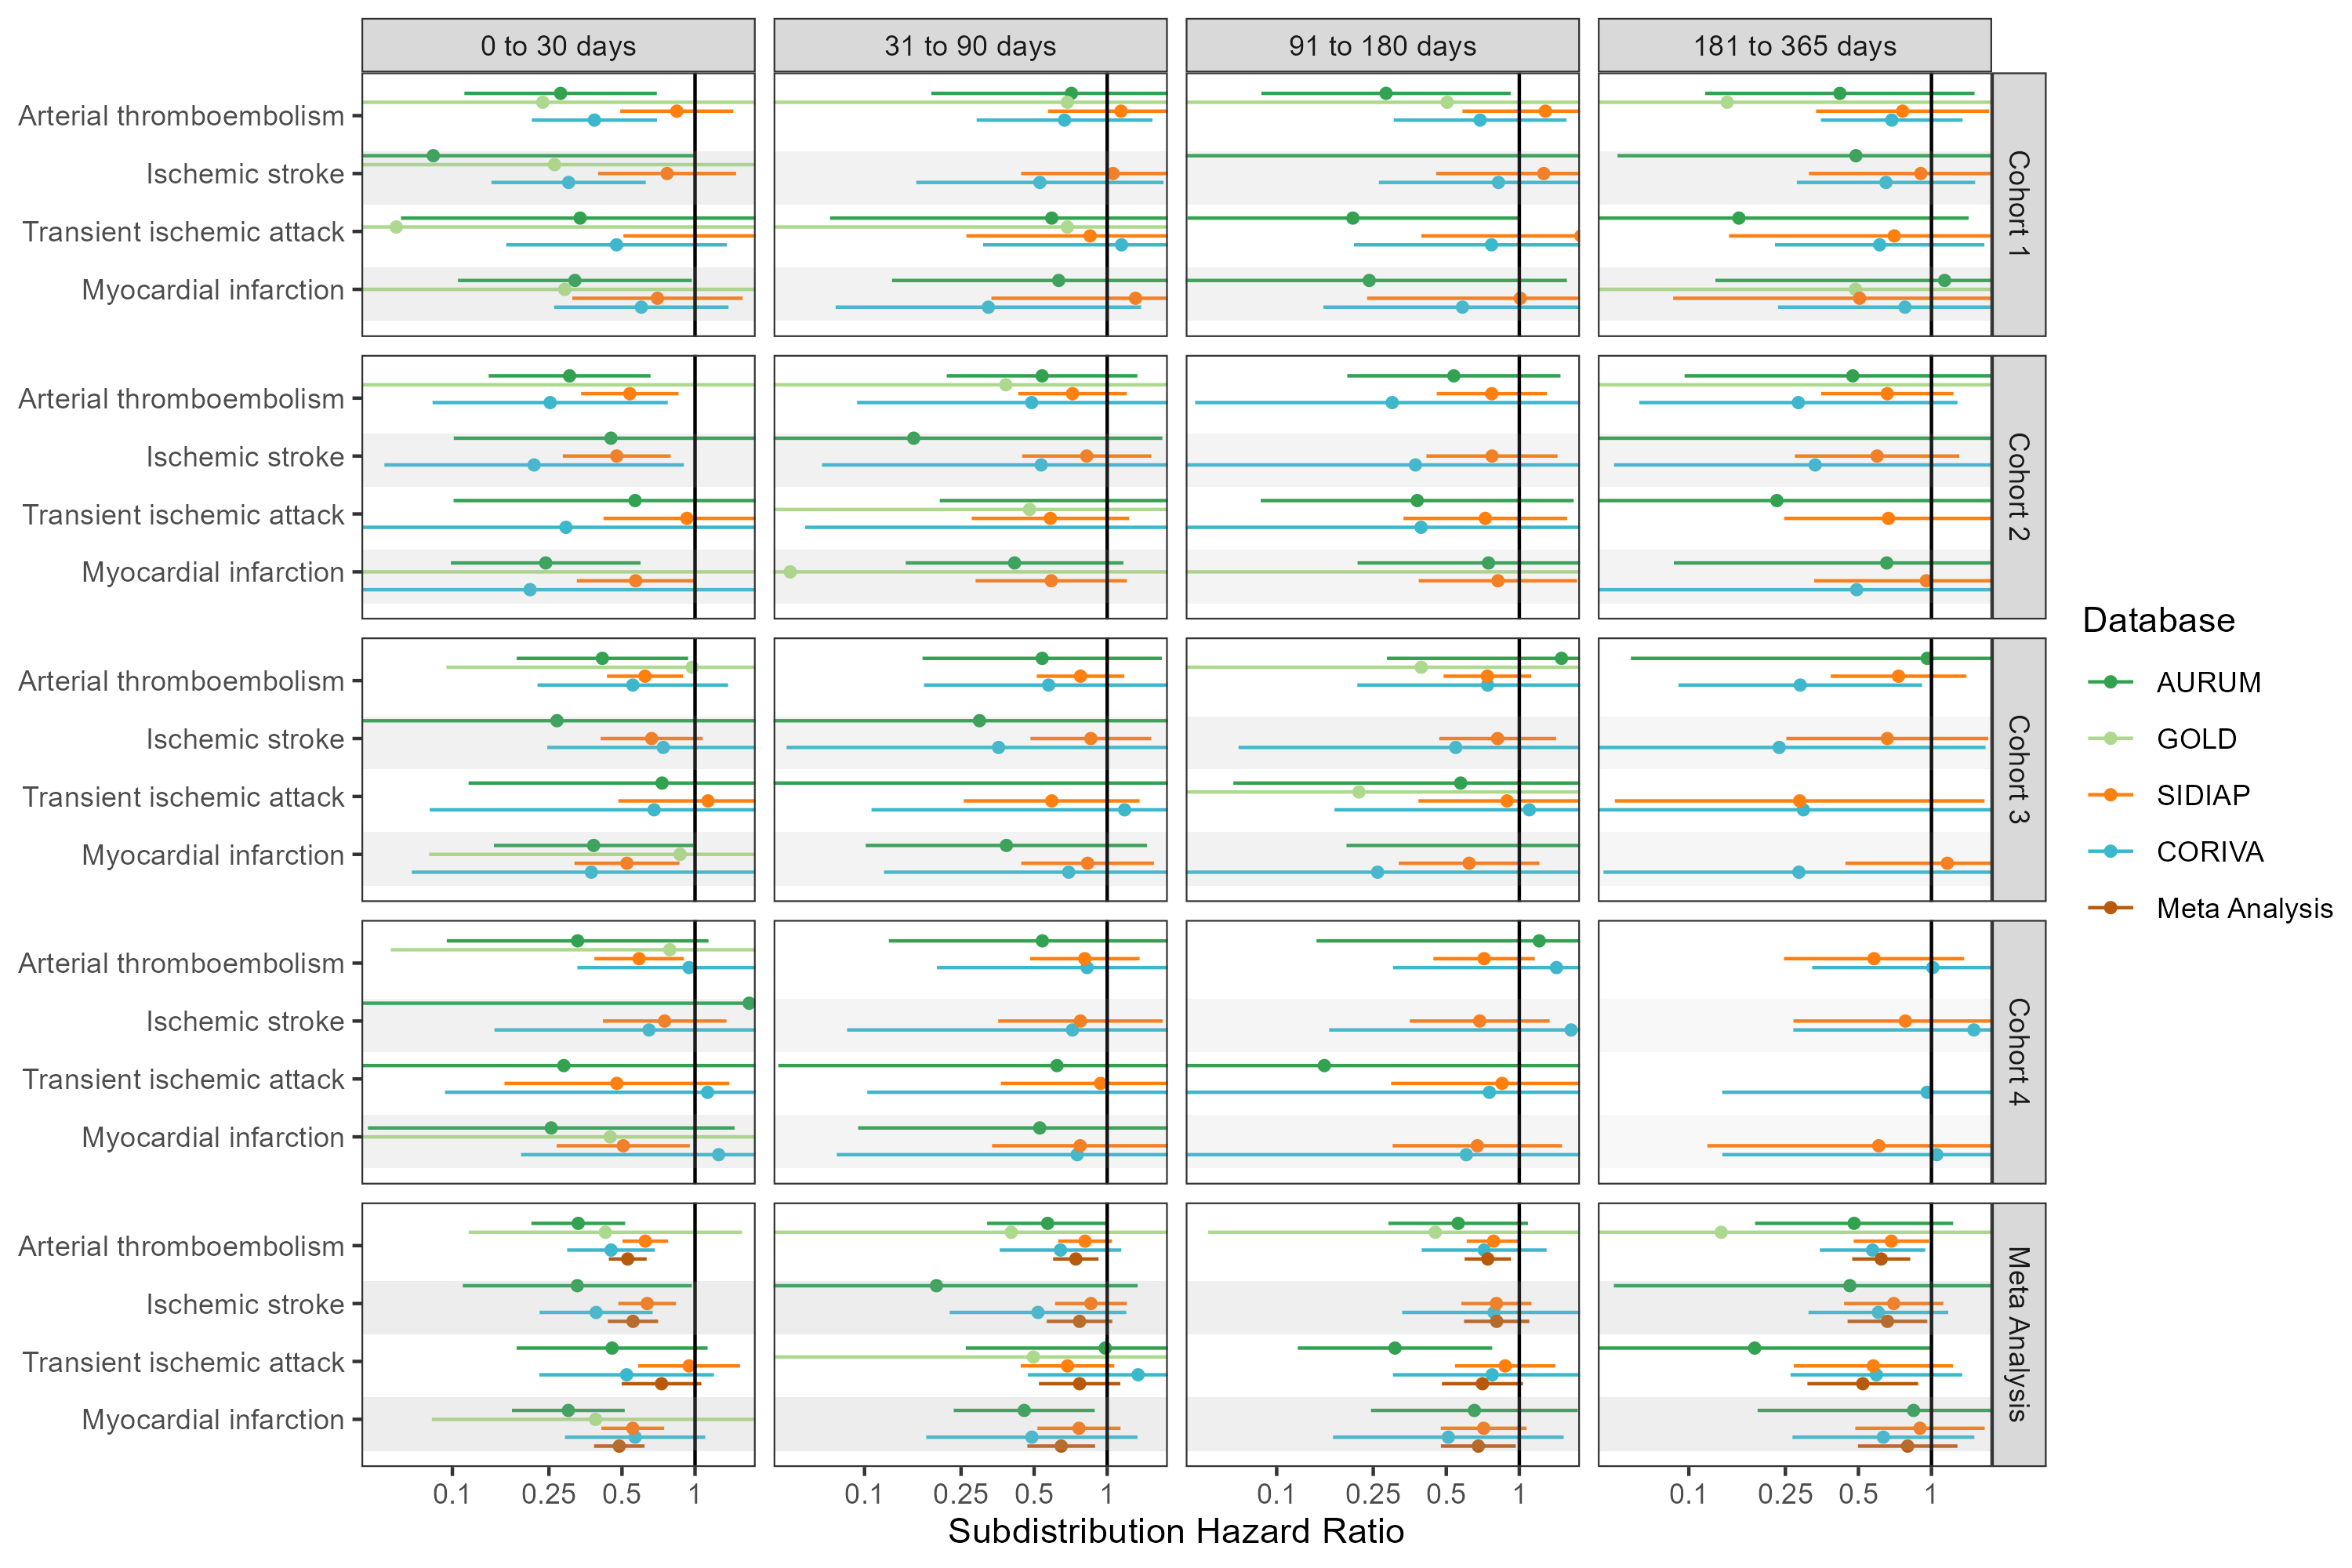 0 to 30 days
31 to 90 days
91 to 180 days
181 to 365 days
Arterial thromboembolism
Ischemic stroke
Transient ischemic attack
Myocardial infarction
Cohort 1
Arterial thromboembolism
Ischemic stroke
Transient ischemic attack
Myocardial infarction
Cohort 2
Arterial thromboembolism
Ischemic stroke
Transient ischemic attack
Myocardial infarction
Cohort 3
Arterial thromboembolism
Ischemic stroke
Transient ischemic attack
Myocardial infarction
Cohort 4
Arterial thromboembolism
Ischemic stroke
Transient ischemic attack
Myocardial infarction
Meta Analysis
0.1 0.25 0.5 1
0.1 0.25 0.5 1
0.1 0.25 0.5 1
0.1 0.25 0.5 1
Subdistribution Hazard Ratio
Database
AURUM
GOLD
SIDIAP
CORIVA
Meta Analysis